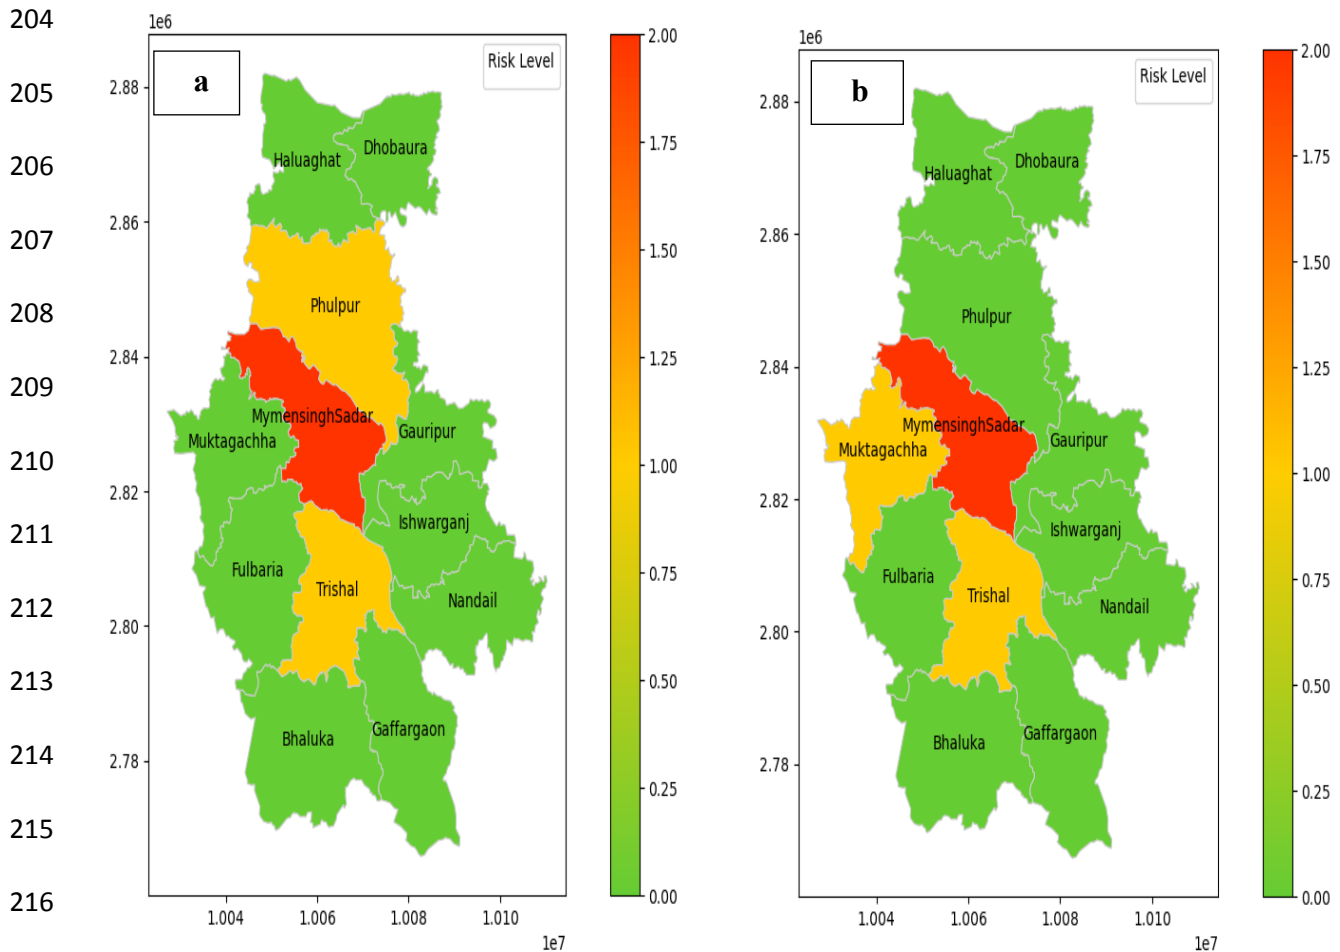 204
205
206
207
208
209
210
211
212
213
214
215
216
1e6
a
Risk Level
2.88
2.86
2.84
2.82
2.80
2.78
Haluaghat
Dhobaura
Phulpur
MymensinghSadar
Muktagachha
Gauripur
Ishwarganj
Fulbaria
Trishal
Nandail
Gaffargaon
Bhaluka
1.004 1.006 1.008 1.010
1e7
2.00
1.75
1.50
1.25
1.00
0.75
0.50
0.25
0.00
1e6
b
Risk Level
2.88
2.86
2.84
2.82
2.80
2.78
Dhobaura
Haluaghat
Phulpur
MymensinghSadar
Gauripur
Muktagachha
Ishwarganj
Fulbaria
Trishal
Nandail
Gaffargaon
Bhaluka
1.004 1.006 1.008 1.010
1e7
2.00
1.75
1.50
1.25
1.00
0.75
0.50
0.25
0.00